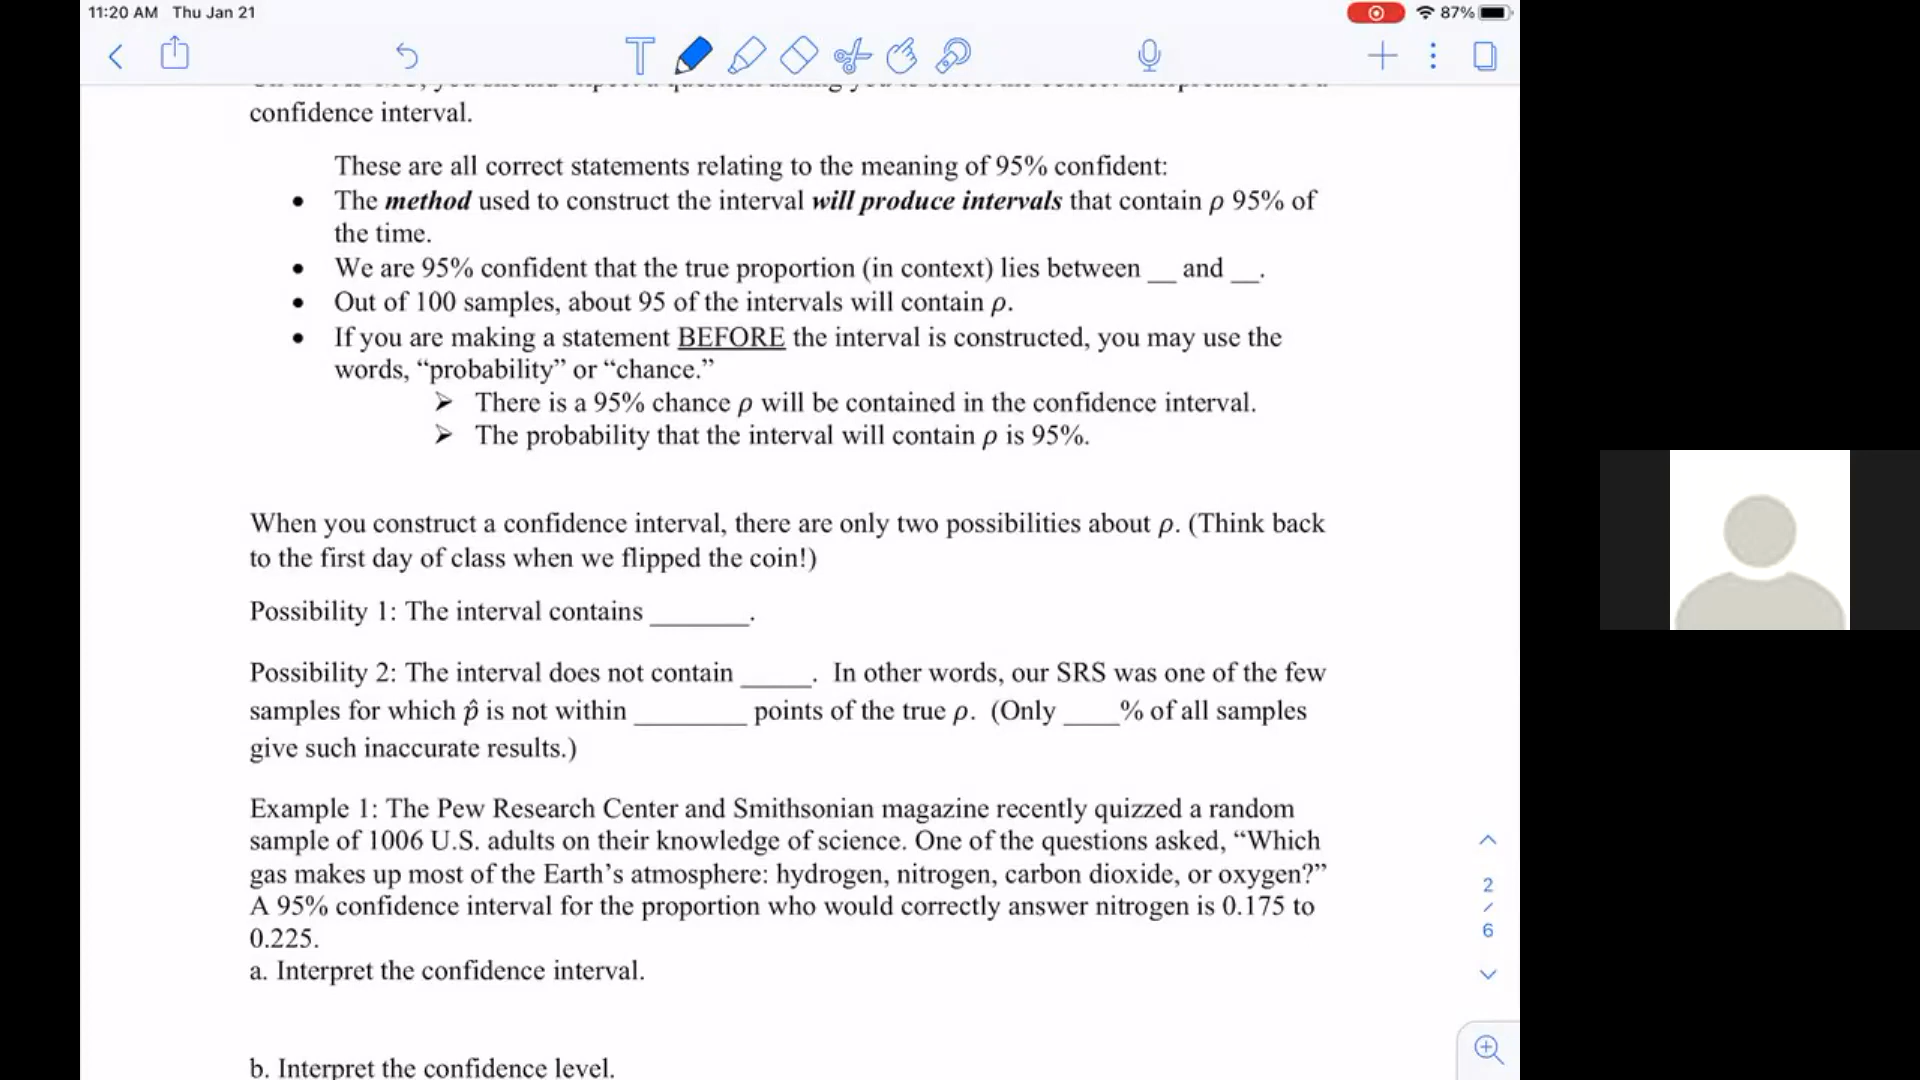 11:20 AM Thu Jan 21
87%
confidence interval.
These are all correct statements relating to the meaning of 95% confident:
• The method used to construct the interval will produce intervals that contain ρ 95% of
the time.
• We are 95% confident that the true proportion (in context) lies between __ and __.
• Out of 100 samples, about 95 of the intervals will contain ρ.
• If you are making a statement BEFORE the interval is constructed, you may use the
words, “probability” or “chance.”
➢ There is a 95% chance ρ will be contained in the confidence interval.
➢ The probability that the interval will contain ρ is 95%.
When you construct a confidence interval, there are only two possibilities about ρ. (Think back
to the first day of class when we flipped the coin!)
Possibility 1: The interval contains _______.
Possibility 2: The interval does not contain _____. In other words, our SRS was one of the few
samples for which p̂ is not within ________ points of the true ρ. (Only ____% of all samples
give such inaccurate results.)
Example 1: The Pew Research Center and Smithsonian magazine recently quizzed a random
sample of 1006 U.S. adults on their knowledge of science. One of the questions asked, “Which
gas makes up most of the Earth’s atmosphere: hydrogen, nitrogen, carbon dioxide, or oxygen?”
A 95% confidence interval for the proportion who would correctly answer nitrogen is 0.175 to
0.225.
a. Interpret the confidence interval.
b. Interpret the confidence level.
2
/
6